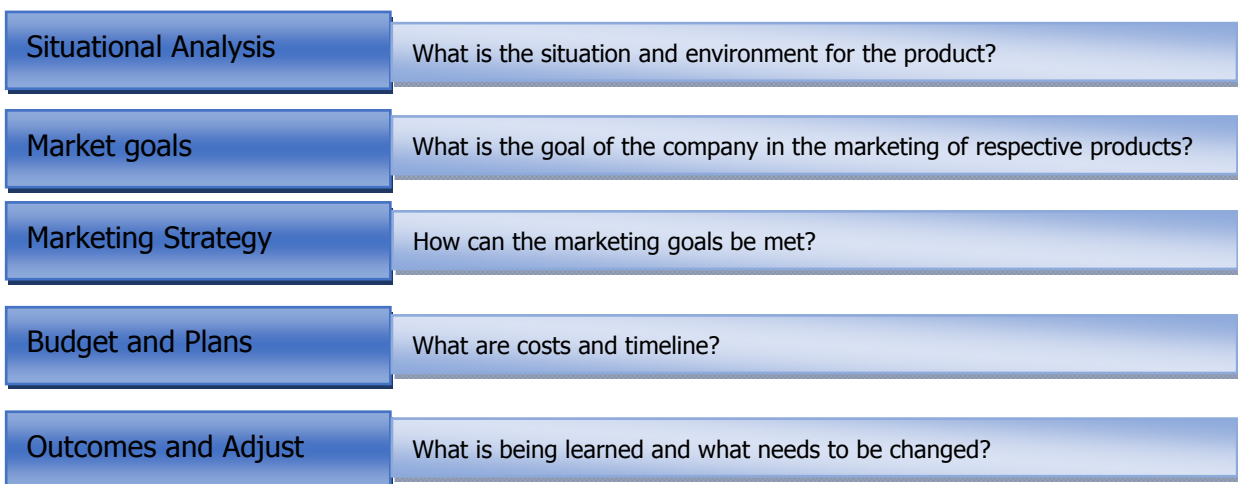 Situational Analysis
What is the situation and environment for the product?
Market goals
What is the goal of the company in the marketing of respective products?
Marketing Strategy
How can the marketing goals be met?
Budget and Plans
What are costs and timeline?
Outcomes and Adjust
What is being learned and what needs to be changed?